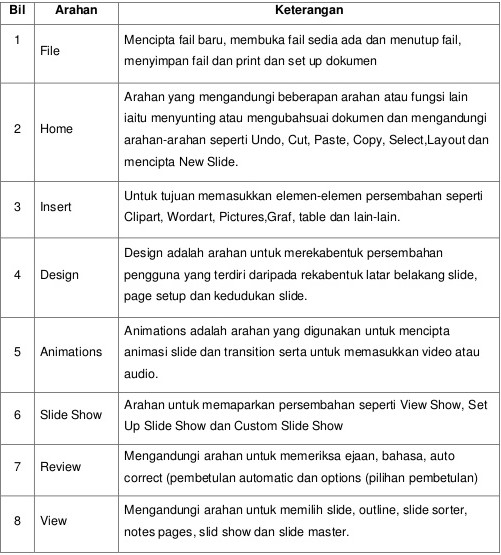 Bil Arahan Keterangan
1 File Mencipta fail baru, membuka fail sedia ada dan menutup fail,
menyimpan fail dan print dan set up dokumen
2 Home Arahan yang mengandungi beberapan arahan atau fungsi lain
iaitu menyunting atau mengubahsuai dokumen dan mengandungi
arahan-arahan seperti Undo, Cut, Paste, Copy, Select,Layout dan
mencipta New Slide.
3 Insert Untuk tujuan memasukkan elemen-elemen persembahan seperti
Clipart, Wordart, Pictures,Graf, table dan lain-lain.
4 Design Design adalah arahan untuk merekabentuk persembahan
pengguna yang terdiri daripada rekabentuk latar belakang slide,
page setup dan kedudukan slide.
5 Animations Animations adalah arahan yang digunakan untuk mencipta
animasi slide dan transition serta untuk memasukkan video atau
audio.
6 Slide Show Arahan untuk memaparkan persembahan seperti View Show, Set
Up Slide Show dan Custom Slide Show
7 Review Mengandungi arahan untuk memeriksa ejaan, bahasa, auto
correct (pembetulan automatic dan options (pilihan pembetulan)
8 View Mengandungi arahan untuk memilih slide, outline, slide sorter,
notes pages, slid show dan slide master.